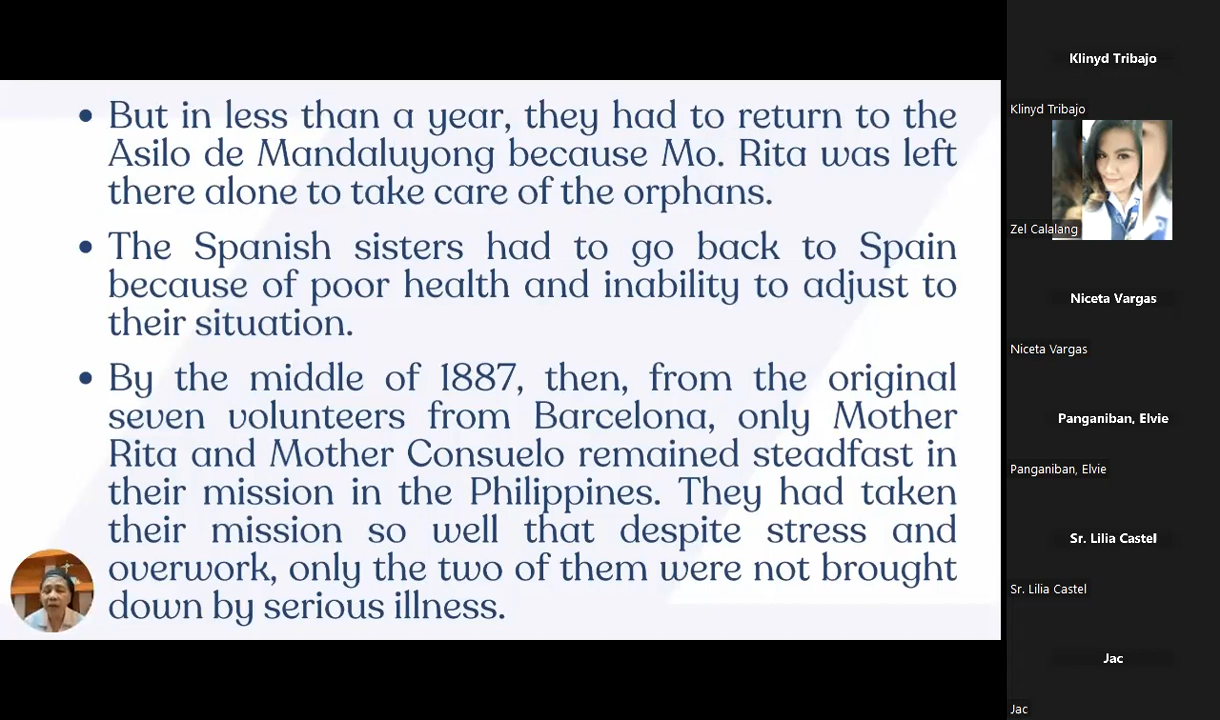 • But in less than a year, they had to return to the
Asilo de Mandaluyong because Mo. Rita was left
there alone to take care of the orphans.
• The Spanish sisters had to go back to Spain
because of poor health and inability to adjust to
their situation.
• By the middle of 1887, then, from the original
seven volunteers from Barcelona, only Mother
Rita and Mother Consuelo remained steadfast in
their mission in the Philippines. They had taken
their mission so well that despite stress and
overwork, only the two of them were not brought
down by serious illness.
Klinyd Tribajo
Klinyd Tribajo
Zel Calalang
Niceta Vargas
Niceta Vargas
Panganiban, Elvie
Panganiban, Elvie
Sr. Lilia Castel
Sr. Lilia Castel
Jac
Jac